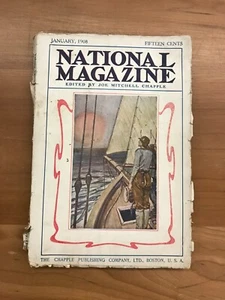 JANUARY, 1908 FIFTEEN CENTS
NATIONAL
MAGAZINE
EDITED BY JOE MITCHELL CHAPPLE
THE CHAPPLE PUBLISHING COMPANY, LTD., BOSTON, U. S. A.